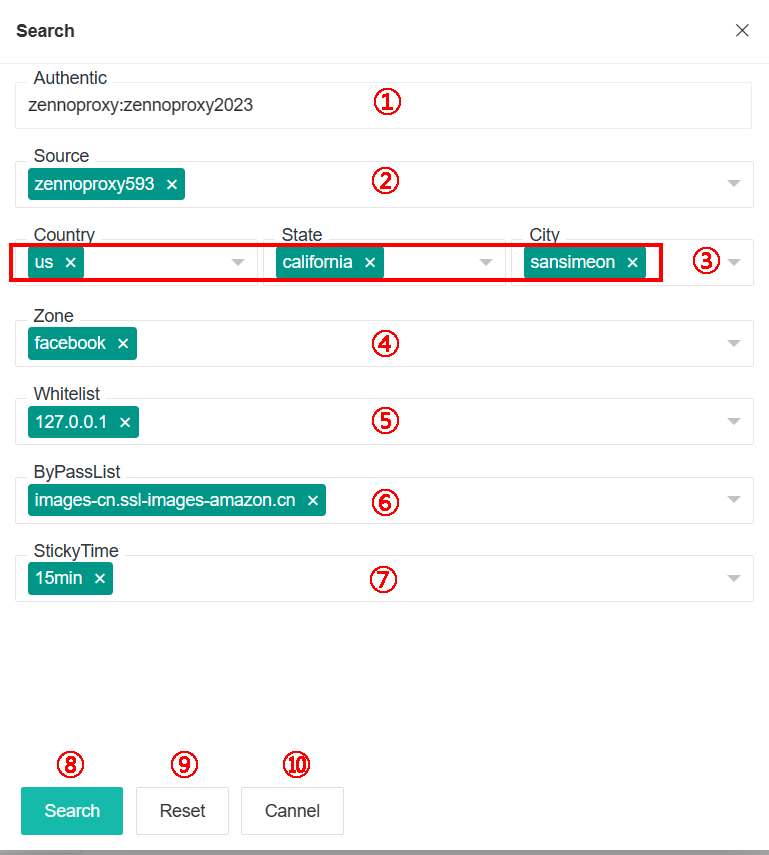 Search
Authentic
zennoproxy:zennoproxy2023 ①
Source
zennoproxy593 × ②
Country State City
us × california × sansimeon × ③
Zone
facebook × ④
Whitelist
127.0.0.1 × ⑤
ByPassList
images-cn.ssl-images-amazon.cn × ⑥
StickyTime
15min × ⑦
⑧ ⑨ ⑩
Search Reset Cannel